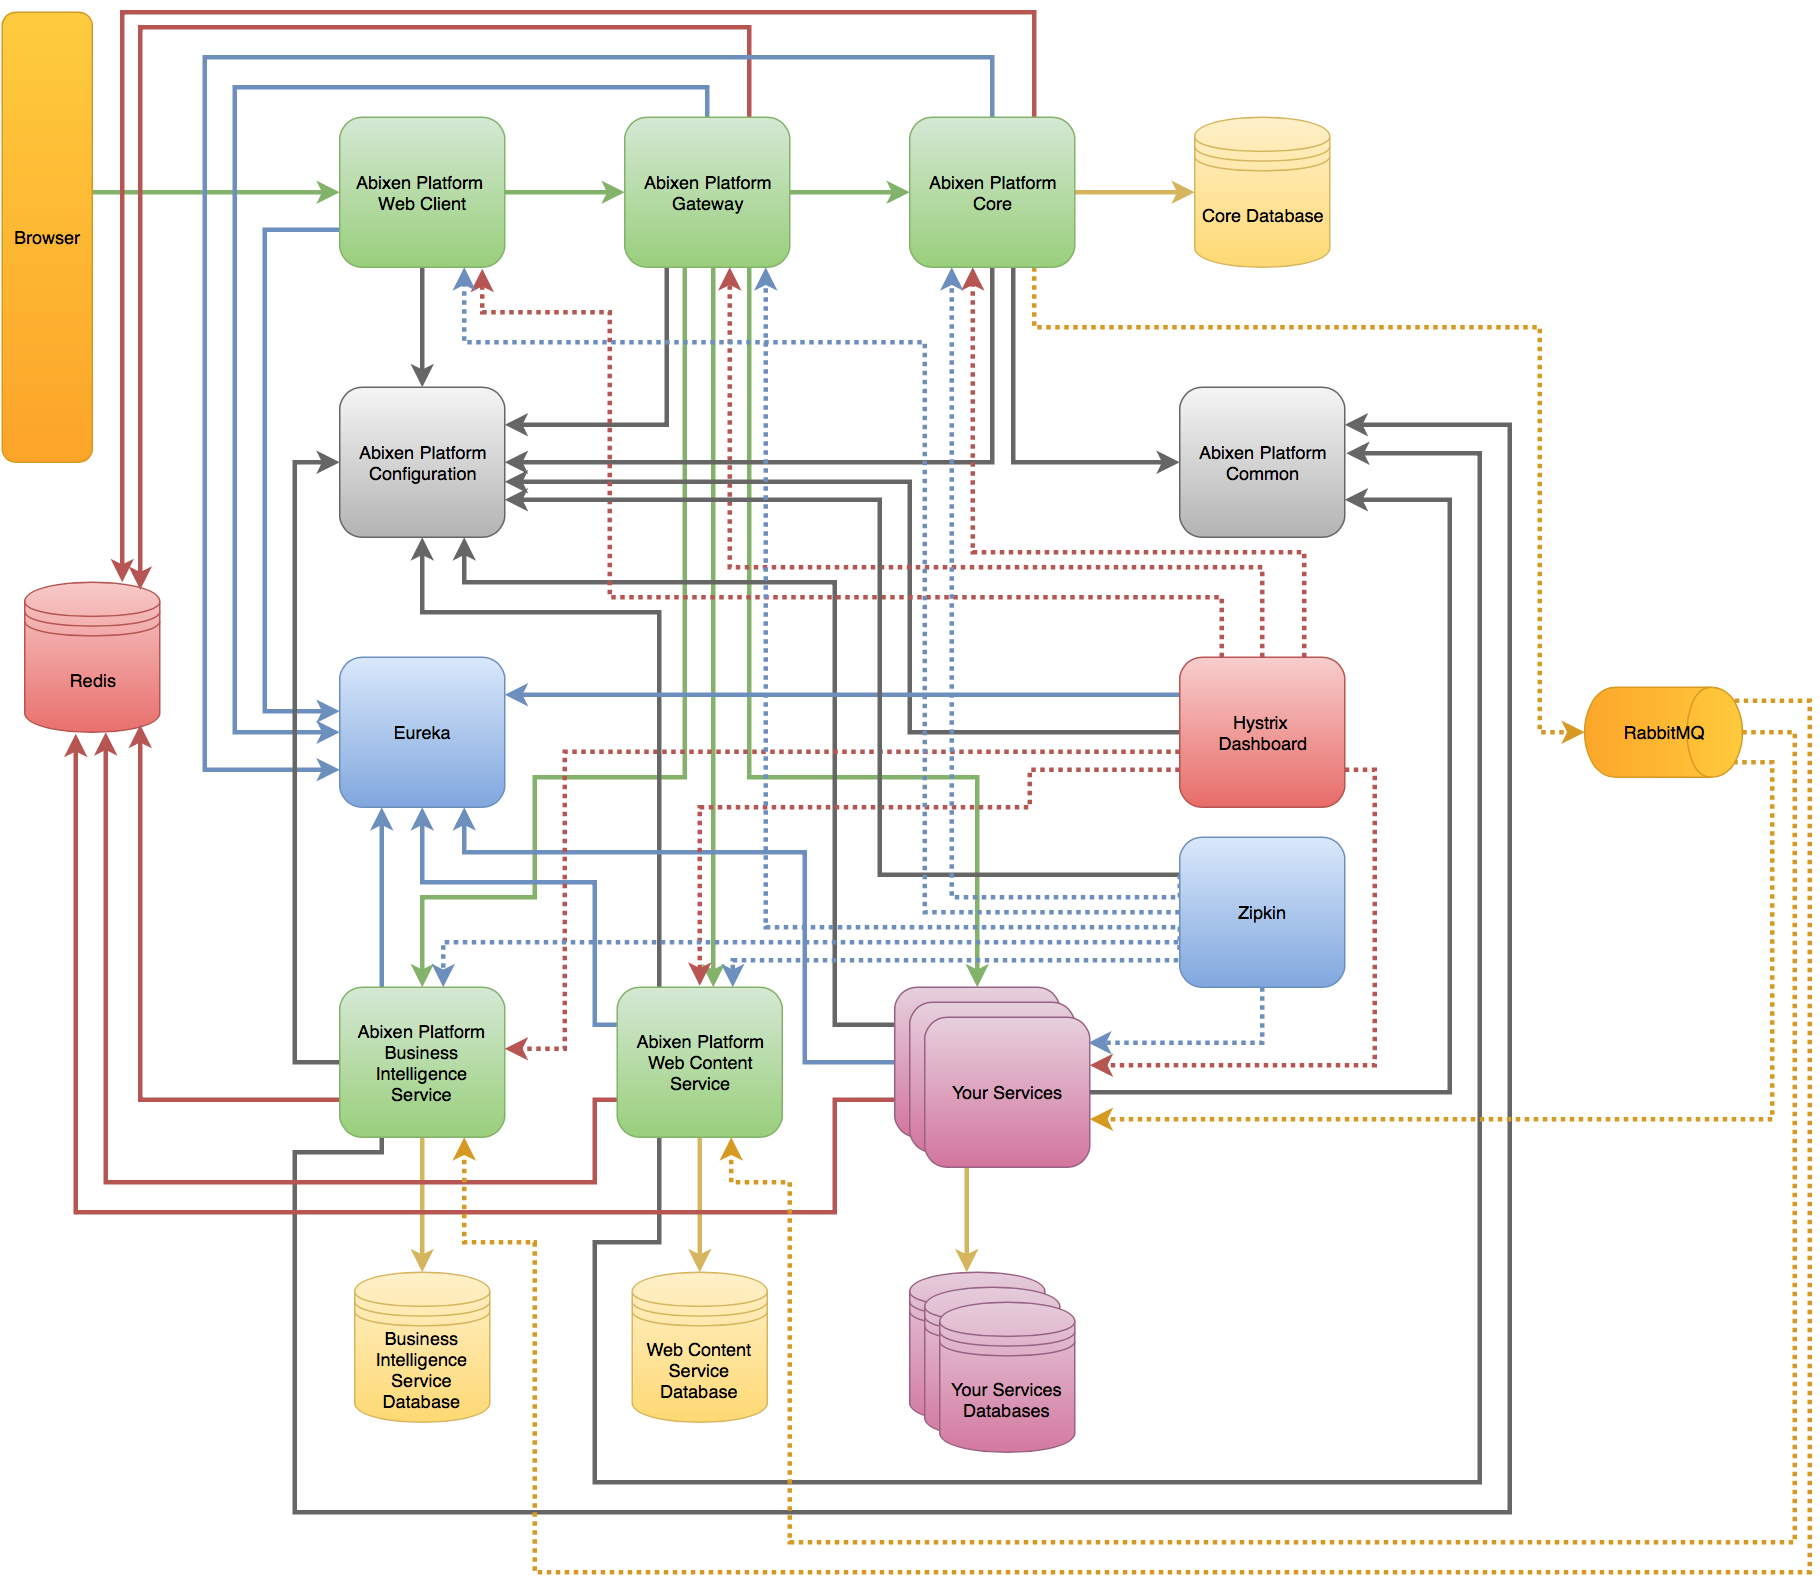 Browser
Abixen Platform
Web Client
Abixen Platform
Gateway
Abixen Platform
Core
Core Database
Abixen Platform
Configuration
Abixen Platform
Common
Redis
Eureka
Hystrix
Dashboard
RabbitMQ
Zipkin
Abixen Platform
Business
Intelligence
Service
Abixen Platform
Web Content
Service
Your Services
Business
Intelligence
Service
Database
Web Content
Service
Database
Your Services
Databases